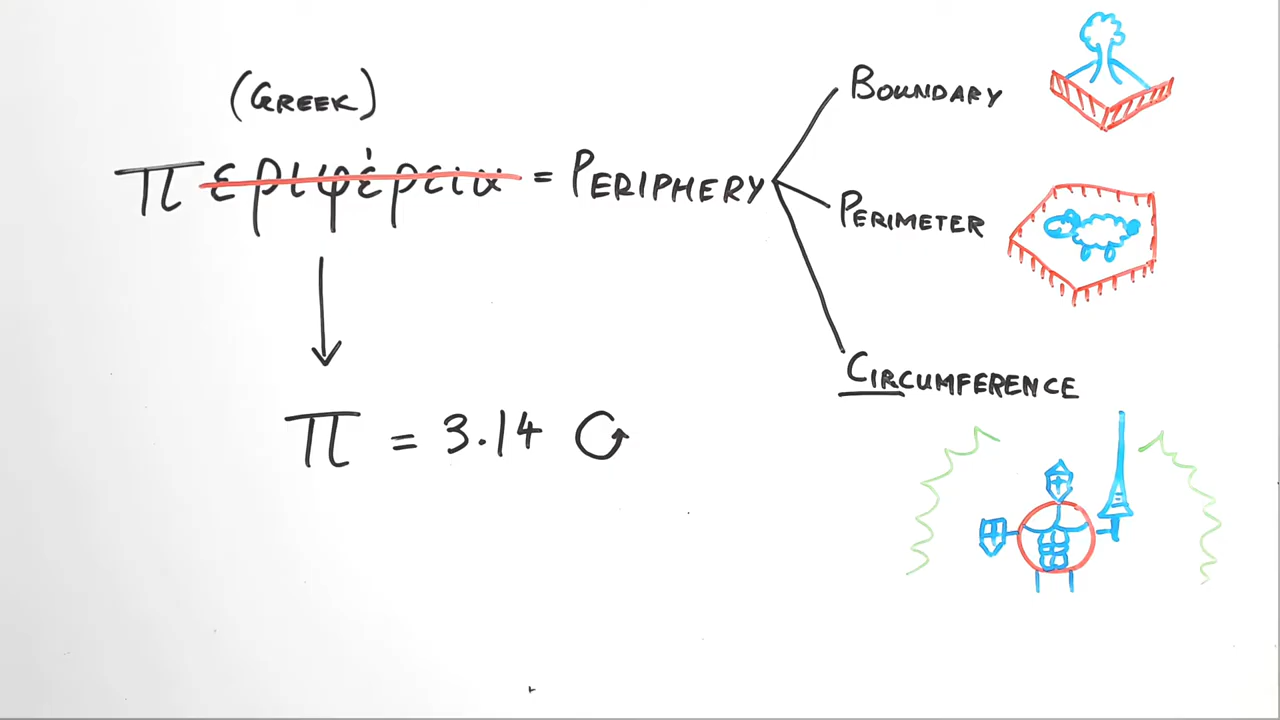 (GREEK)
περιφέρεια = PERIPHERY
BOUNDARY
PERIMETER
CIRCUMFERENCE
π = 3.14